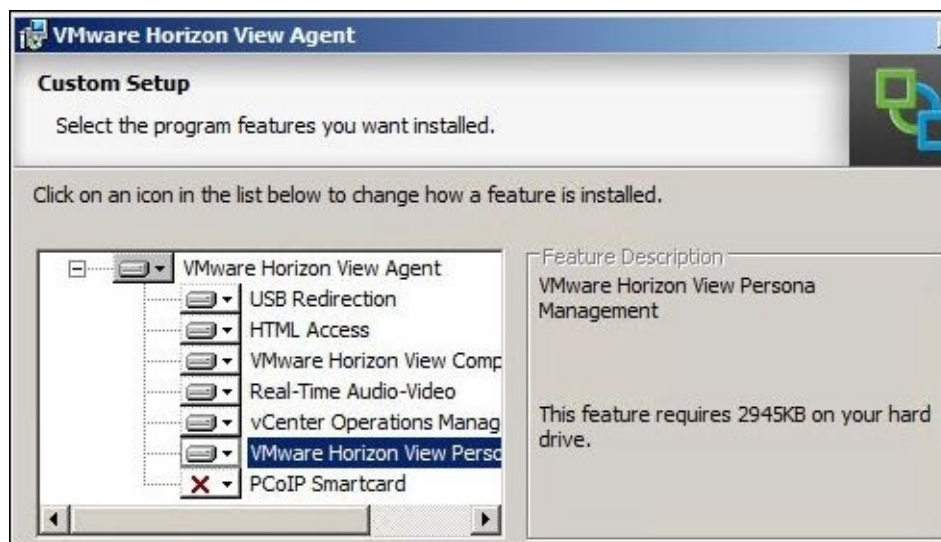 VMware Horizon View Agent
Custom Setup
Select the program features you want installed.
Click on an icon in the list below to change how a feature is installed.
VMware Horizon View Agent
USB Redirection
HTML Access
VMware Horizon View Comp
Real-Time Audio-Video
vCenter Operations Manag
VMware Horizon View Perso
PCoIP Smartcard
Feature Description
VMware Horizon View Persona
Management
This feature requires 2945KB on your hard
drive.